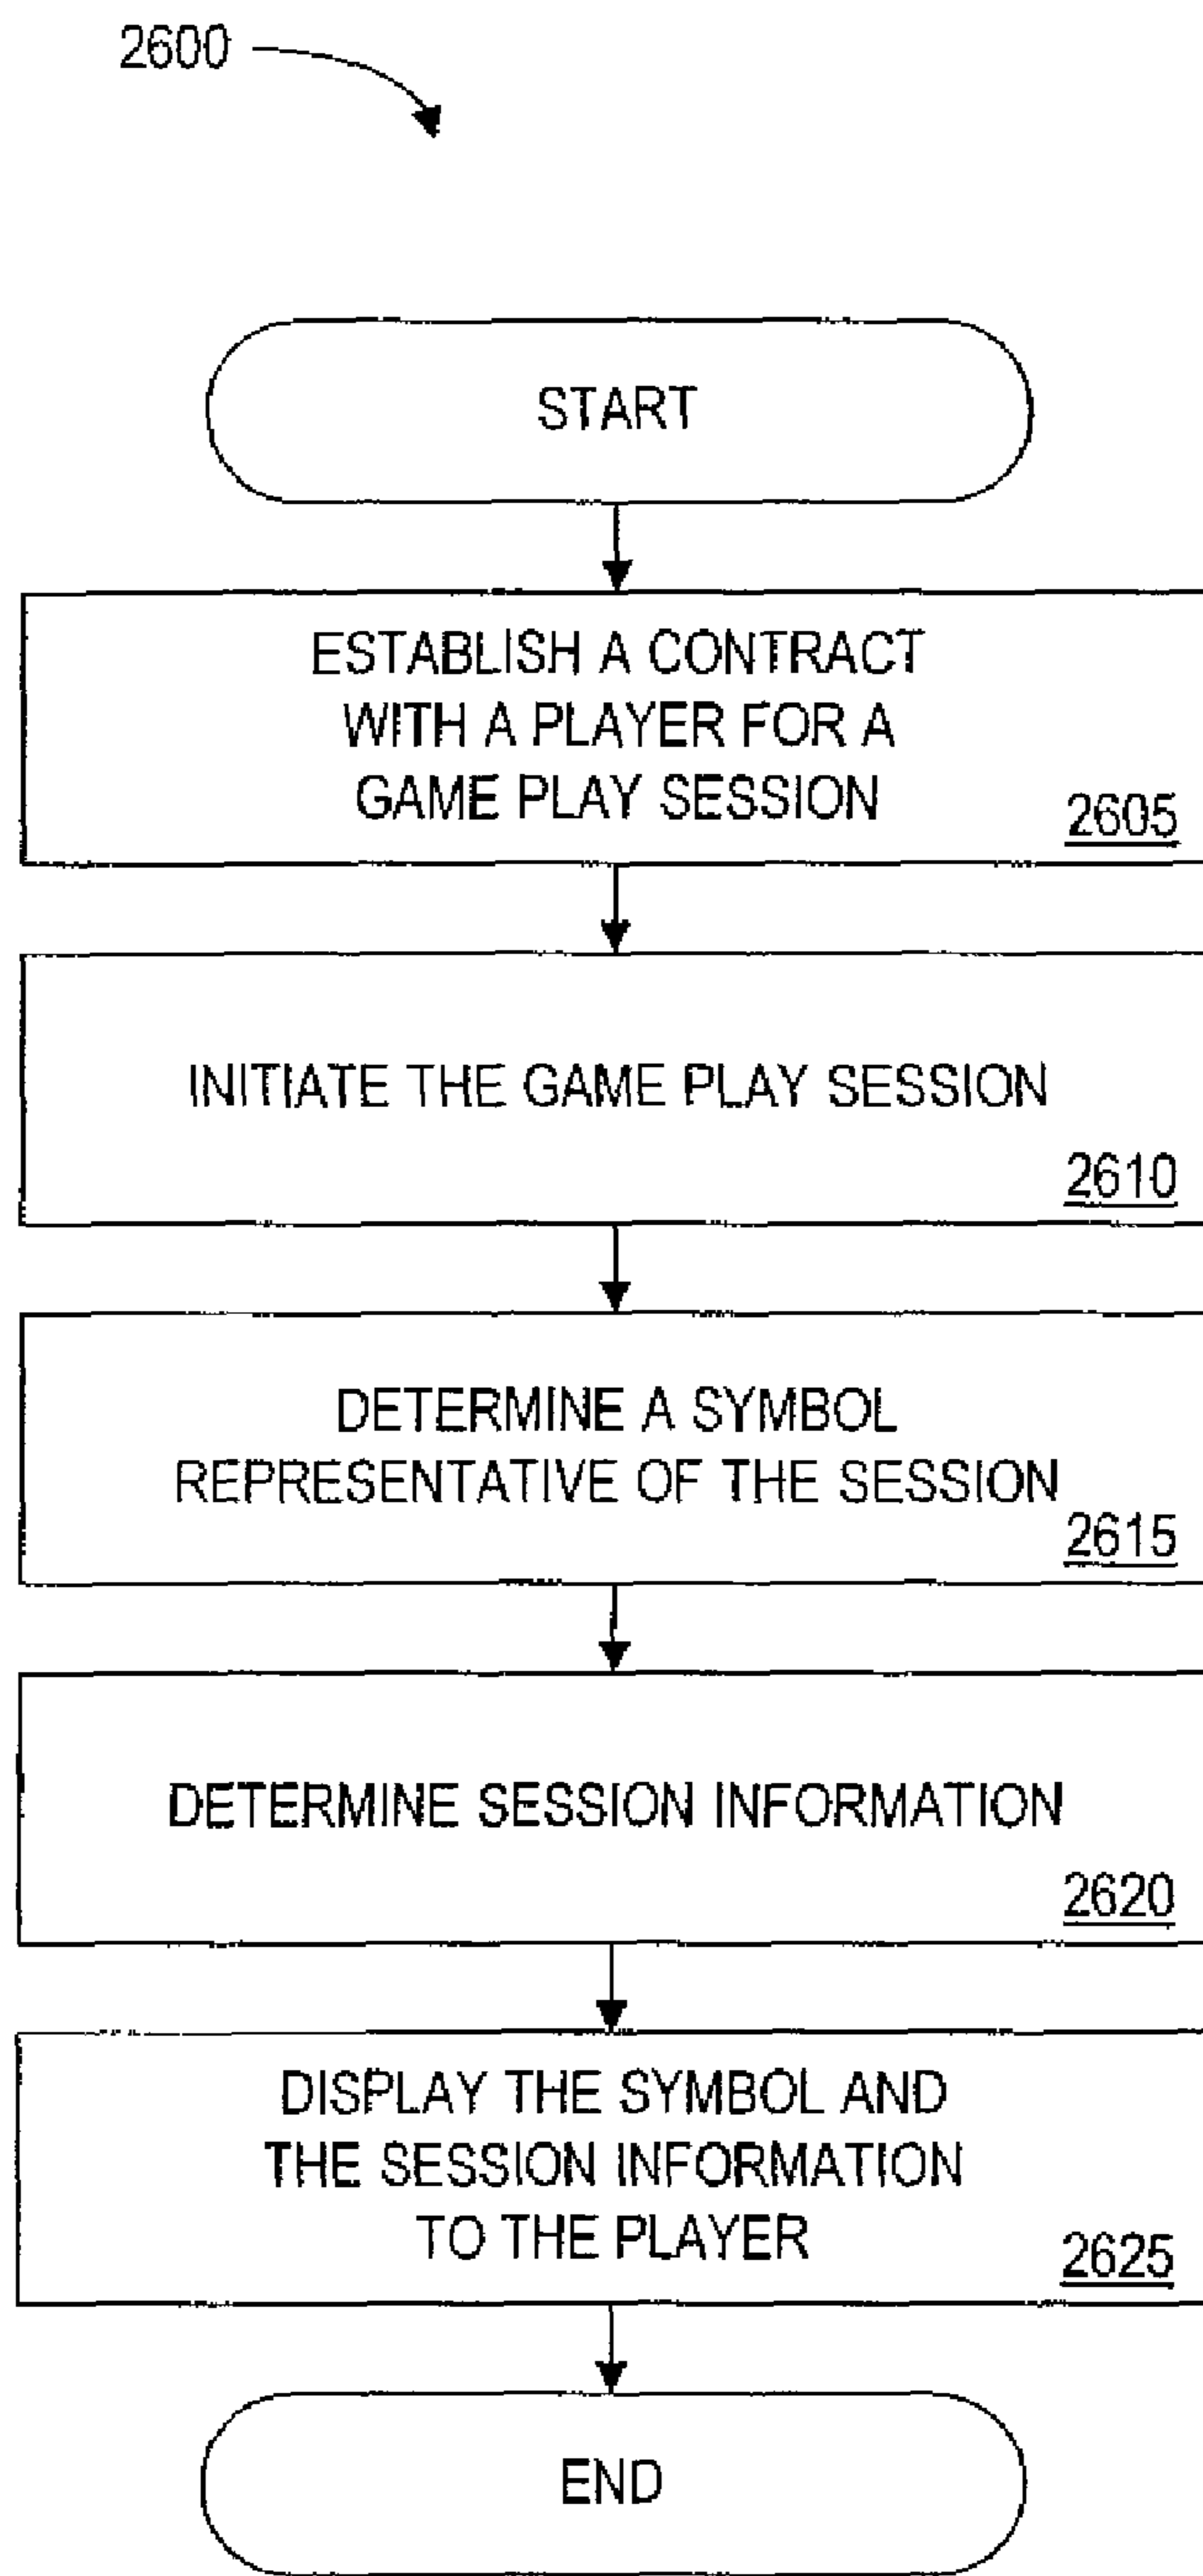 2600
START
ESTABLISH A CONTRACT
WITH A PLAYER FOR A
GAME PLAY SESSION
2605
INITIATE THE GAME PLAY SESSION
2610
DETERMINE A SYMBOL
REPRESENTATIVE OF THE SESSION
2615
DETERMINE SESSION INFORMATION
2620
DISPLAY THE SYMBOL AND
THE SESSION INFORMATION
TO THE PLAYER
2625
END